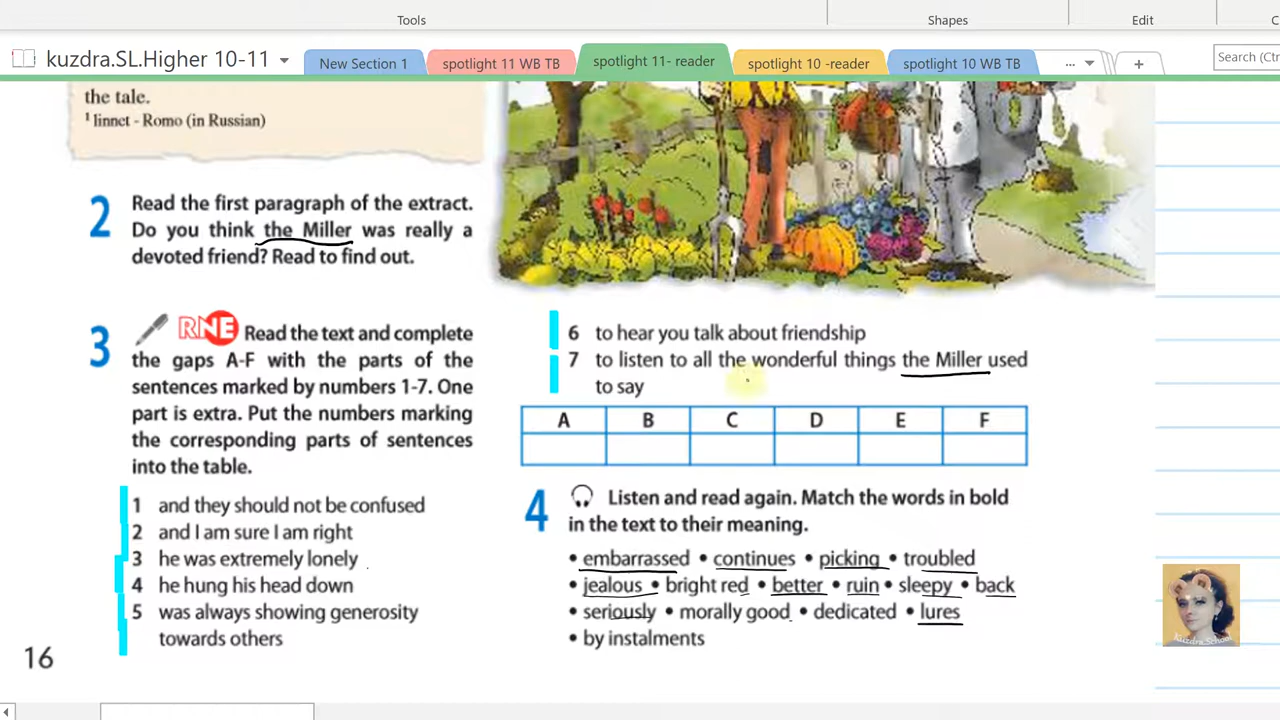 Tools
Shapes
Edit
kuzdra.SL.Higher 10-11
New Section 1
spotlight 11 WB TB
spotlight 11- reader
spotlight 10 -reader
spotlight 10 WB TB
...
+
Search (Ctr
the tale.
1 linnet - Romo (in Russian)
2 Read the first paragraph of the extract.
Do you think the Miller was really a
devoted friend? Read to find out.
3 RNE Read the text and complete
the gaps A-F with the parts of the
sentences marked by numbers 1-7. One
part is extra. Put the numbers marking
the corresponding parts of sentences
into the table.
1 and they should not be confused
2 and I am sure I am right
3 he was extremely lonely
4 he hung his head down
5 was always showing generosity
towards others
16
6 to hear you talk about friendship
7 to listen to all the wonderful things the Miller used
to say
A B C D E F
4 Listen and read again. Match the words in bold
in the text to their meaning.
• embarrassed • continues • picking • troubled
• jealous • bright red • better • ruin • sleepy • back
• seriously • morally good • dedicated • lures
• by instalments
Kuzdra.School